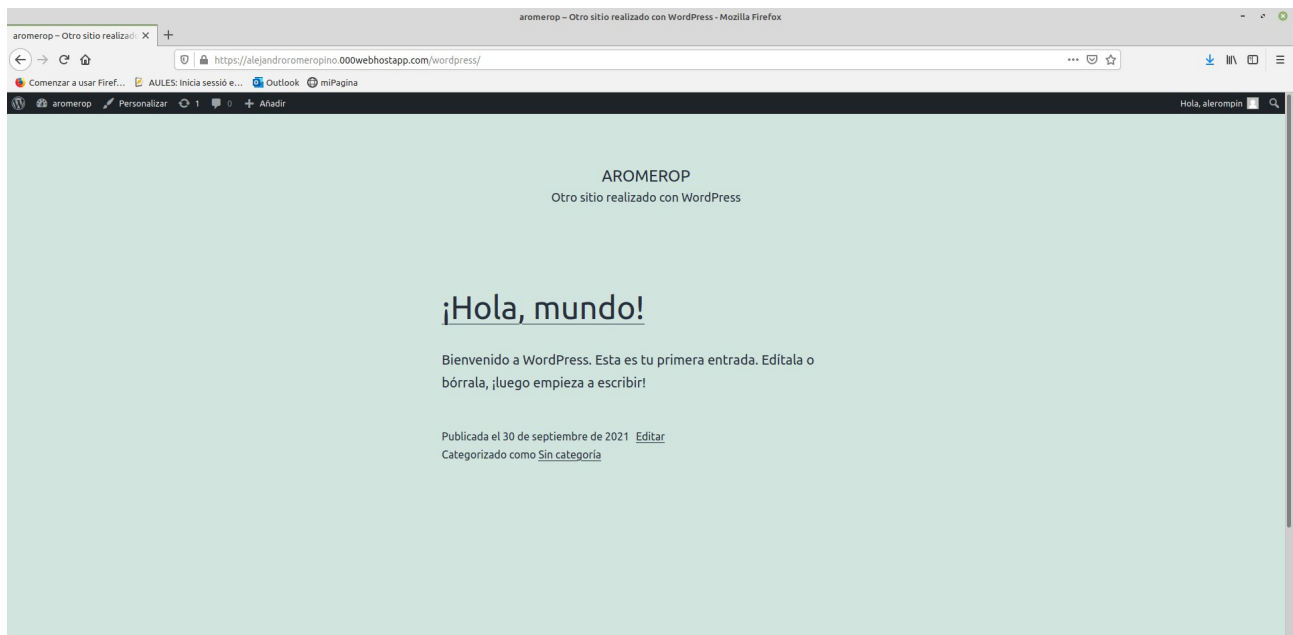 aromerop – Otro sitio realizado con WordPress - Mozilla Firefox
aromerop – Otro sitio realizad
https://alejandroromeropino.000webhostapp.com/wordpress/
Comenzar a usar Firef... AULES: Inicia sessió e... Outlook miPagina
aromerop Personalizar 1 0 Añadir Hola, alerompin
AROMEROP
Otro sitio realizado con WordPress
¡Hola, mundo!
Bienvenido a WordPress. Esta es tu primera entrada. Edítala o
bórrala, ¡luego empieza a escribir!
Publicada el 30 de septiembre de 2021 Editar
Categorizado como Sin categoría